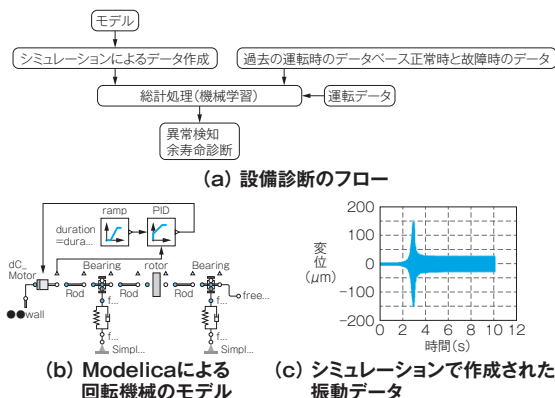 モデル
シミュレーションによるデータ作成
過去の運転時のデータベース正常時と故障時のデータ
総計処理(機械学習)
運転データ
異常検知
余寿命診断
(a) 設備診断のフロー
ramp
PID
duration
=dura...
dC_
Motor
Bearing
rotor
Bearing
Rod
Rod
Rod
free...
wall
f...
f...
f...
f...
Simpl...
Simpl...
(b) Modelicaによる
回転機械のモデル
200
100
0
-100
-200
変位
(μm)
0 2 4 6 8 10 12
時間(s)
(c) シミュレーションで作成された
振動データ